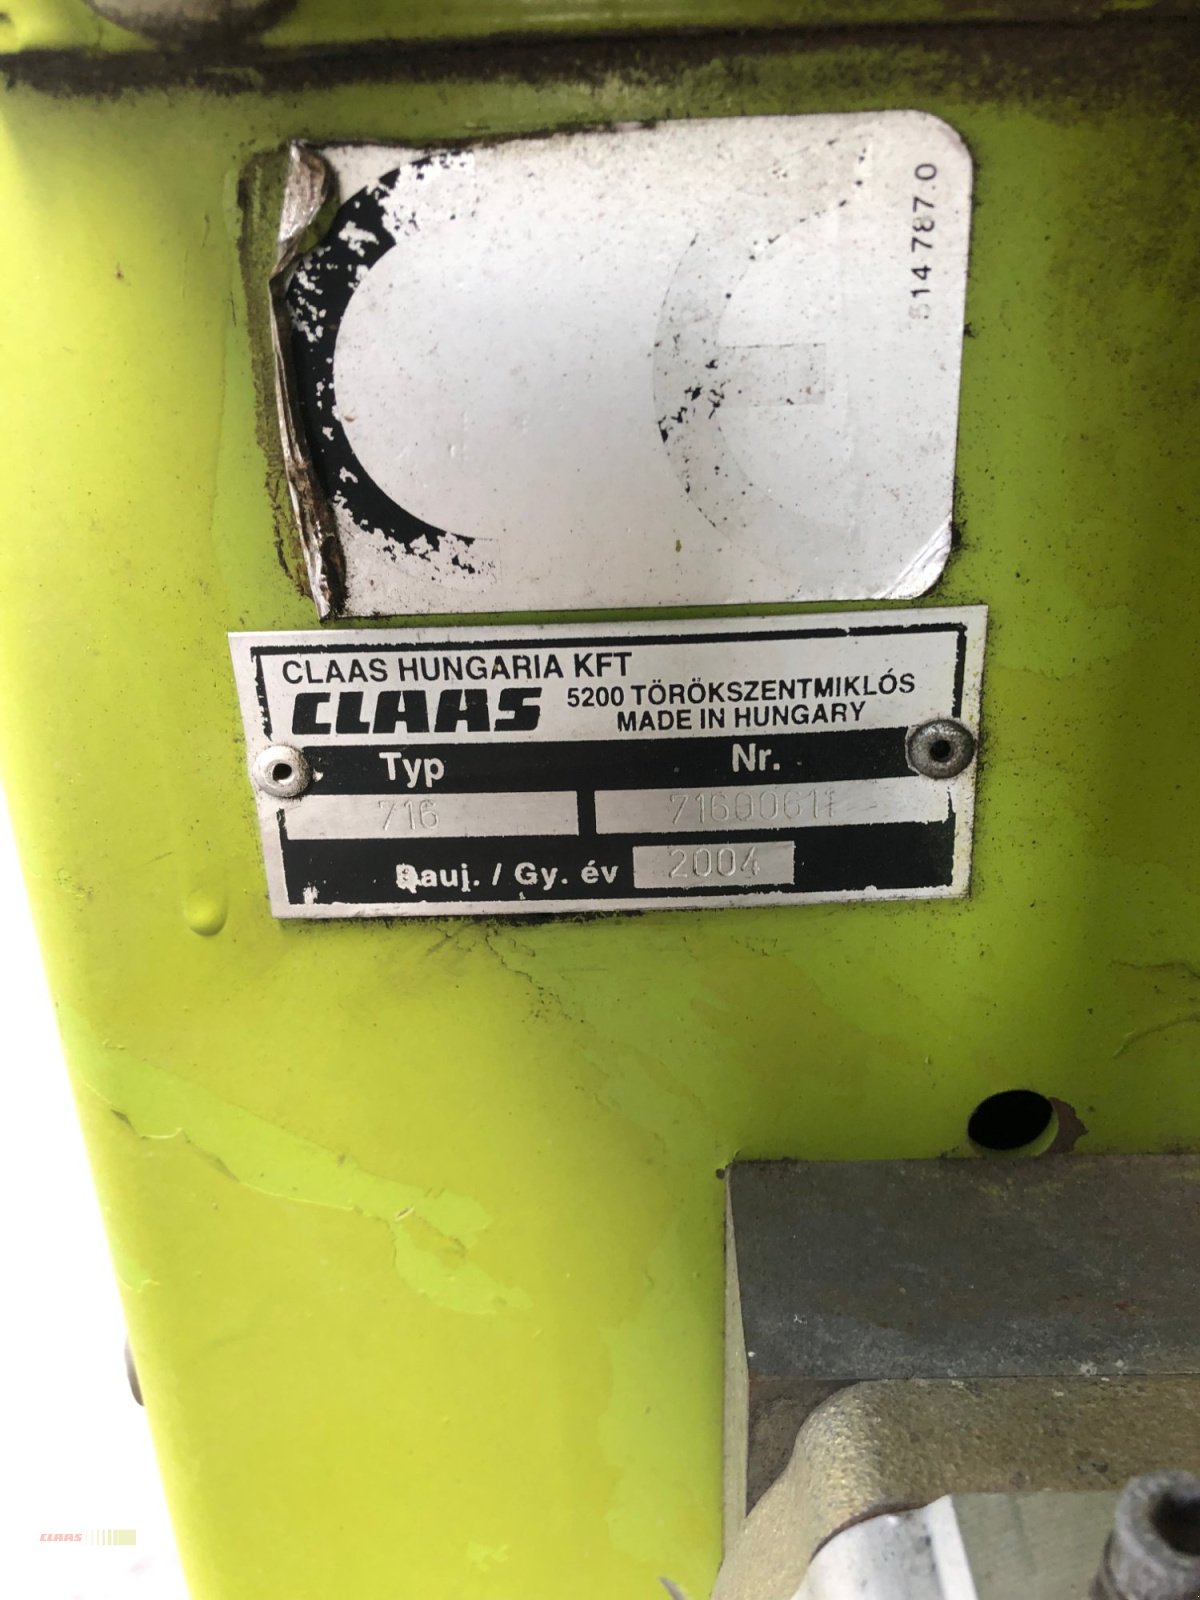 CE
514 787.0
CLAAS HUNGARIA KFT
CLAAS 5200 TÖRÖKSZENTMIKLÓS
MADE IN HUNGARY
Typ Nr.
716 71600611
Bauj. / Gy. év 2004
CLAAS